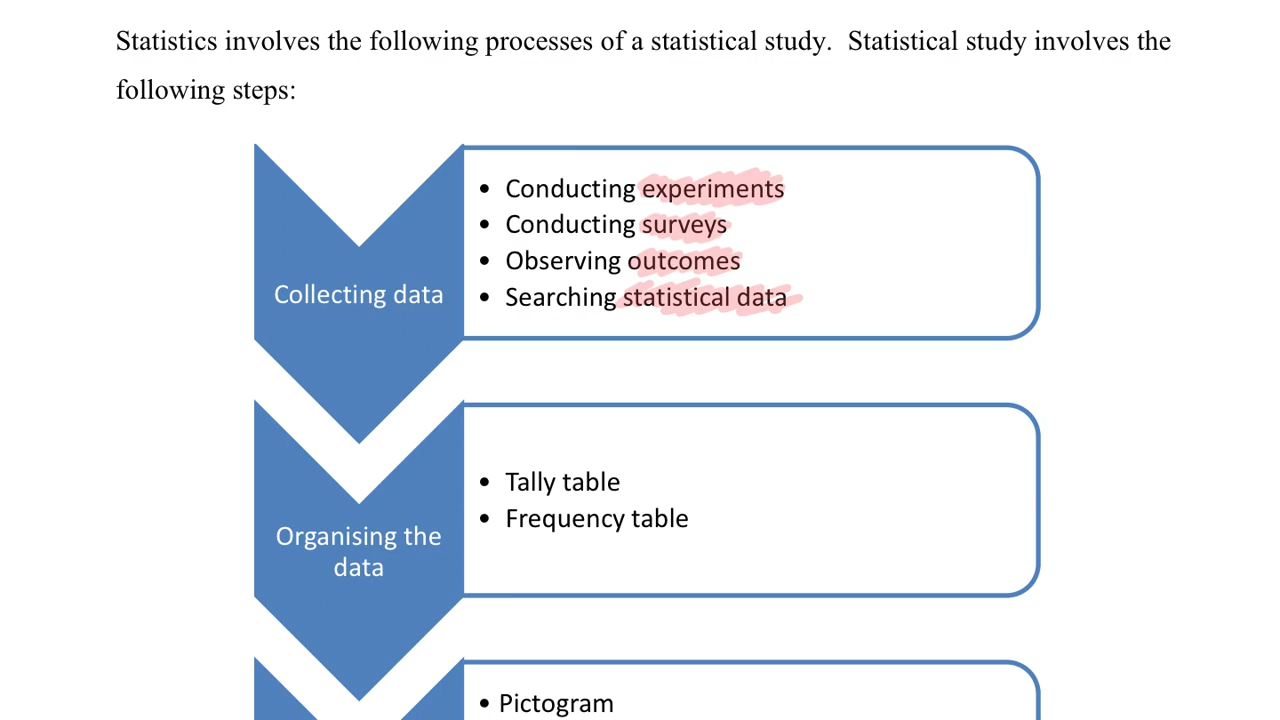 Statistics involves the following processes of a statistical study.  Statistical study involves the
following steps:
Collecting data
• Conducting experiments
• Conducting surveys
• Observing outcomes
• Searching statistical data
Organising the
data
• Tally table
• Frequency table
• Pictogram